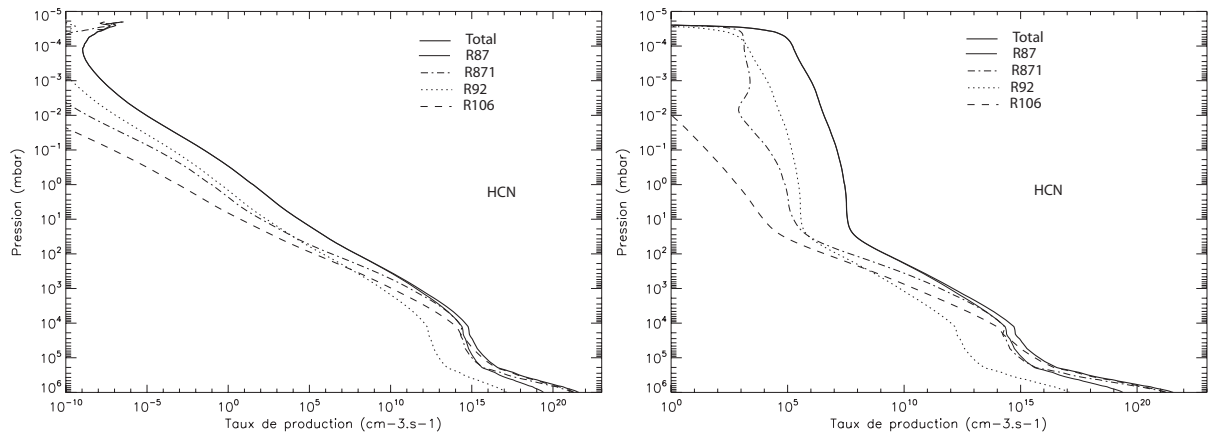 10⁻⁵
10⁻⁴
10⁻³
10⁻²
10⁻¹
10⁰
10¹
10²
10³
10⁴
10⁵
10⁶
Pression (mbar)
Total
R87
R871
R92
R106
HCN
10⁻¹⁰ 10⁻⁵ 10⁰ 10⁵ 10¹⁰ 10¹⁵ 10²⁰
Taux de production (cm−3.s−1)
10⁻⁵
10⁻⁴
10⁻³
10⁻²
10⁻¹
10⁰
10¹
10²
10³
10⁴
10⁵
10⁶
Pression (mbar)
Total
R87
R871
R92
R106
HCN
10⁰ 10⁵ 10¹⁰ 10¹⁵ 10²⁰
Taux de production (cm−3.s−1)